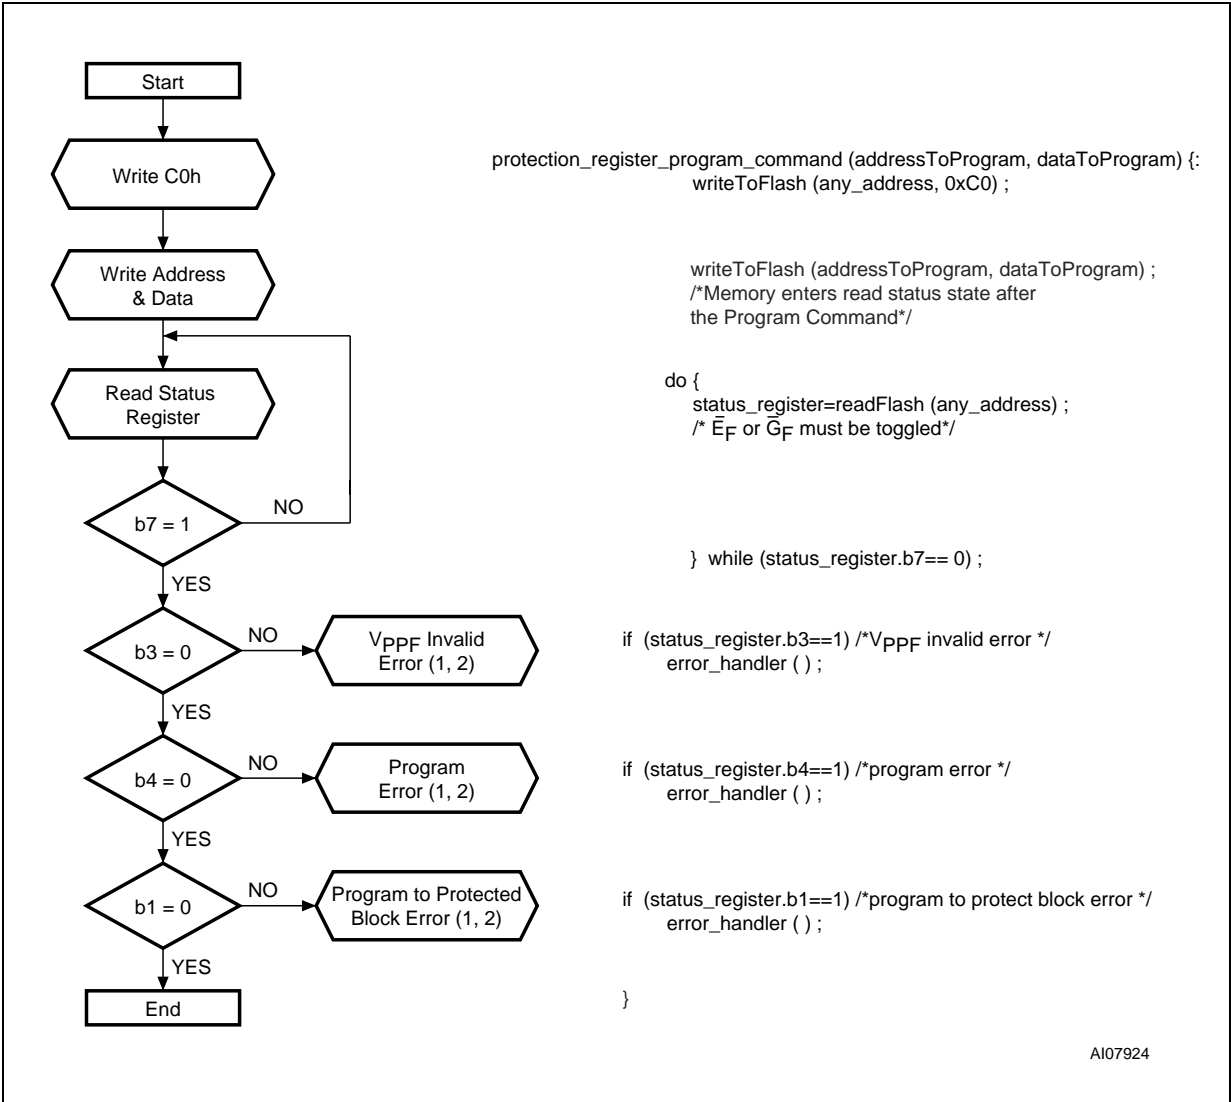 Start
Write C0h
protection_register_program_command (addressToProgram, dataToProgram) {:
writeToFlash (any_address, 0xC0) ;
Write Address
& Data
writeToFlash (addressToProgram, dataToProgram) ;
/*Memory enters read status state after
the Program Command*/
Read Status
Register
do {
status_register=readFlash (any_address) ;
/* E̅F or G̅F must be toggled*/
b7 = 1
NO
} while (status_register.b7== 0) ;
YES
b3 = 0
NO
VPPF Invalid
Error (1, 2)
if (status_register.b3==1) /*VPPF invalid error */
error_handler ( ) ;
YES
b4 = 0
NO
Program
Error (1, 2)
if (status_register.b4==1) /*program error */
error_handler ( ) ;
YES
b1 = 0
NO
Program to Protected
Block Error (1, 2)
if (status_register.b1==1) /*program to protect block error */
error_handler ( ) ;
YES
End
}
AI07924